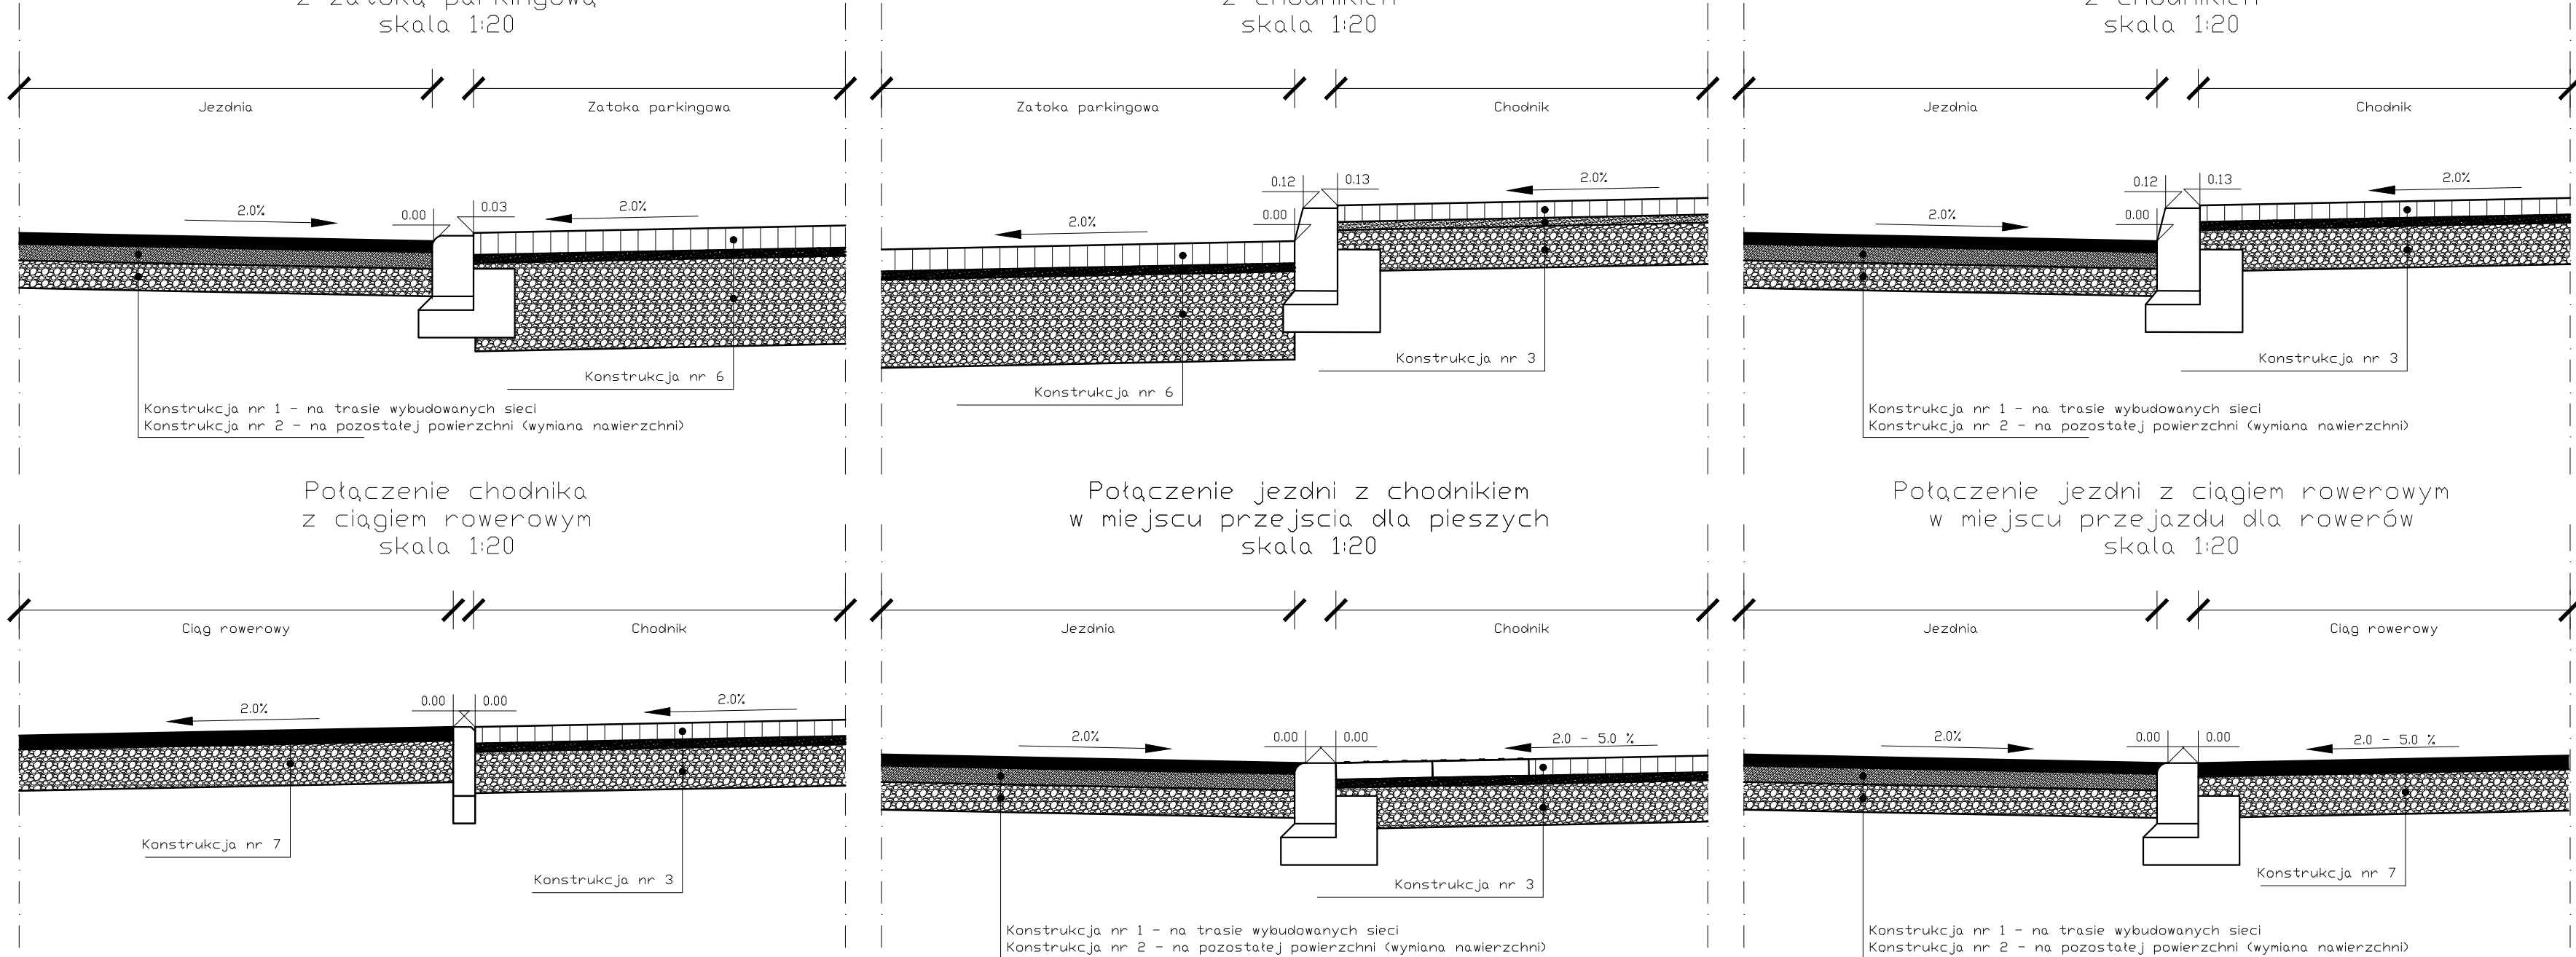 z zatoką parkingową
skala 1:20
Jezdnia
Zatoka parkingowa
2.0%
0.00
0.03
2.0%
Konstrukcja nr 6
Konstrukcja nr 1 - na trasie wybudowanych sieci
Konstrukcja nr 2 - na pozostałej powierzchni (wymiana nawierzchni)
z chodnikiem
skala 1:20
Zatoka parkingowa
Chodnik
2.0%
0.12
0.13
0.00
2.0%
Konstrukcja nr 3
Konstrukcja nr 6
z chodnikiem
skala 1:20
Jezdnia
Chodnik
2.0%
0.12
0.13
0.00
2.0%
Konstrukcja nr 3
Konstrukcja nr 1 - na trasie wybudowanych sieci
Konstrukcja nr 2 - na pozostałej powierzchni (wymiana nawierzchni)
Połączenie chodnika
z ciągiem rowerowym
skala 1:20
Ciąg rowerowy
Chodnik
2.0%
0.00
0.00
2.0%
Konstrukcja nr 7
Konstrukcja nr 3
Połączenie jezdni z chodnikiem
w miejscu przejscia dla pieszych
skala 1:20
Jezdnia
Chodnik
2.0%
0.00
0.00
2.0 - 5.0 %
Konstrukcja nr 3
Konstrukcja nr 1 - na trasie wybudowanych sieci
Konstrukcja nr 2 - na pozostałej powierzchni (wymiana nawierzchni)
Połączenie jezdni z ciągiem rowerowym
w miejscu przejazdu dla rowerów
skala 1:20
Jezdnia
Ciąg rowerowy
2.0%
0.00
0.00
2.0 - 5.0 %
Konstrukcja nr 7
Konstrukcja nr 1 - na trasie wybudowanych sieci
Konstrukcja nr 2 - na pozostałej powierzchni (wymiana nawierzchni)